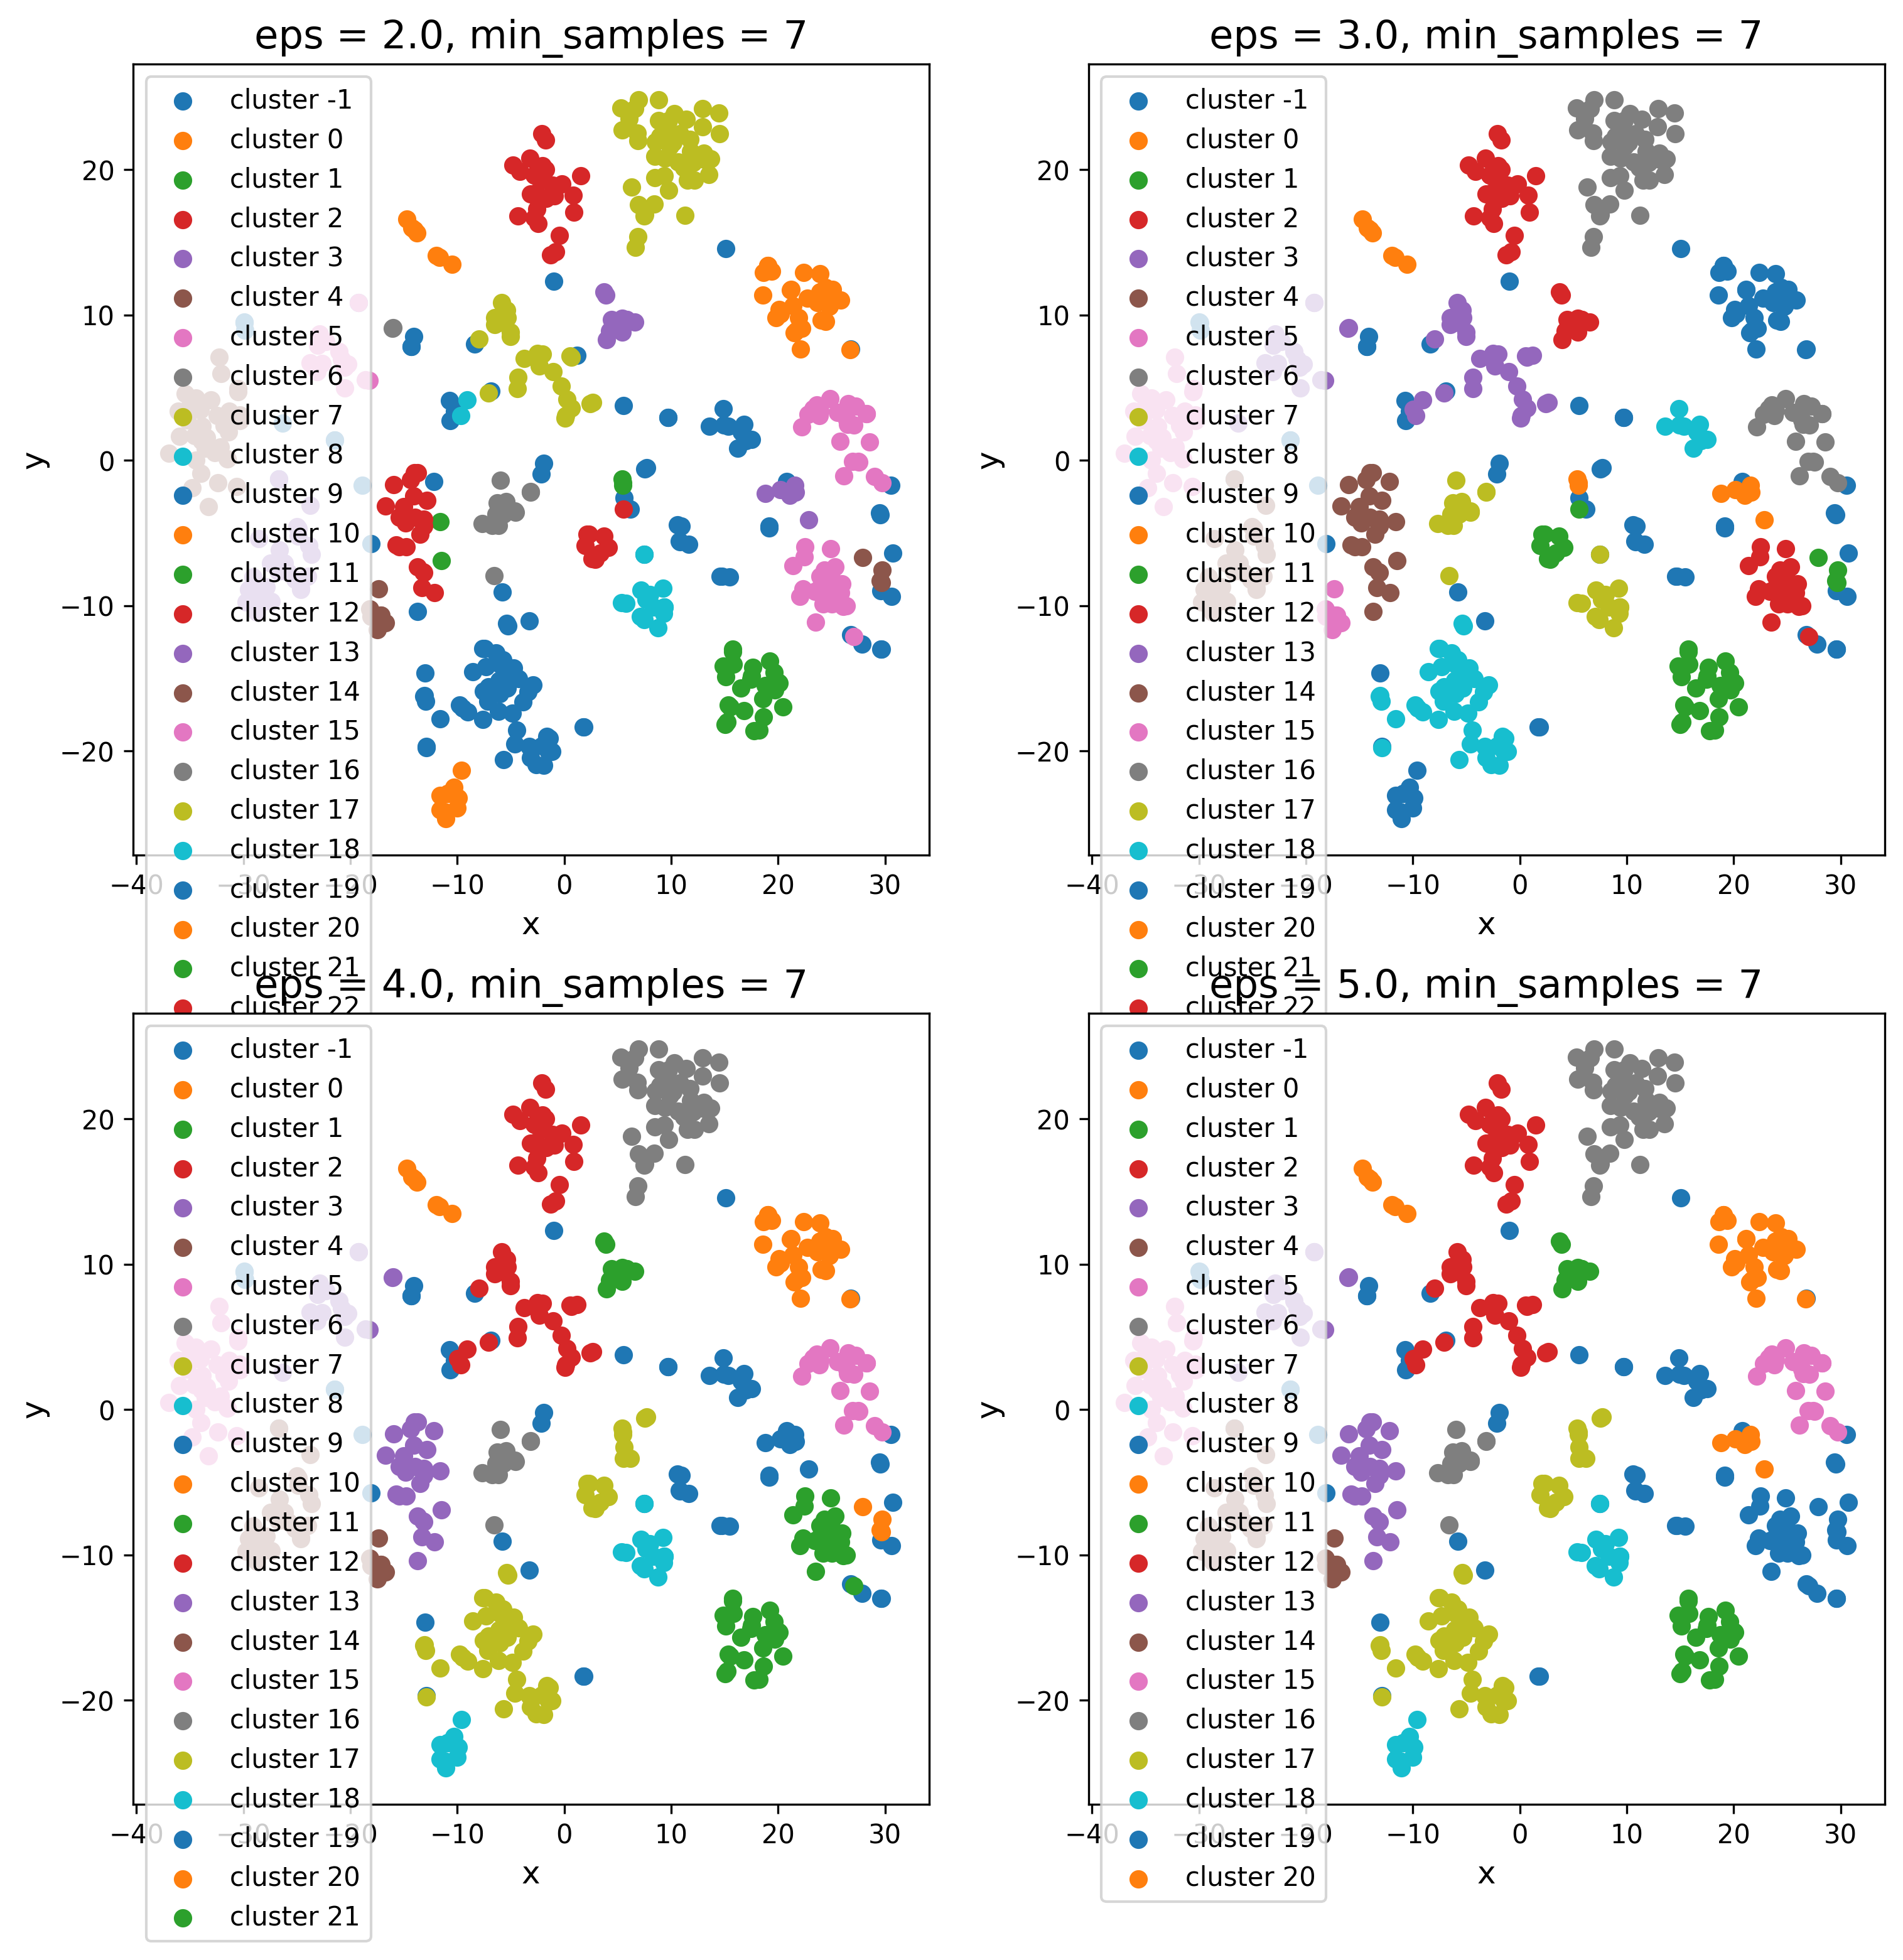 eps = 2.0, min_samples = 7
cluster -1
cluster 0
cluster 1
cluster 2
cluster 3
cluster 4
cluster 5
cluster 6
cluster 7
cluster 8
cluster 9
cluster 10
cluster 11
cluster 12
cluster 13
cluster 14
cluster 15
cluster 16
cluster 17
cluster 18
cluster 19
cluster 20
cluster 21
cluster 22
20
10
0
−10
−20
y
−40 −30 −20 −10 0 10 20 30
x
eps = 3.0, min_samples = 7
cluster -1
cluster 0
cluster 1
cluster 2
cluster 3
cluster 4
cluster 5
cluster 6
cluster 7
cluster 8
cluster 9
cluster 10
cluster 11
cluster 12
cluster 13
cluster 14
cluster 15
cluster 16
cluster 17
cluster 18
cluster 19
cluster 20
cluster 21
cluster 22
20
10
0
−10
−20
y
−40 −30 −20 −10 0 10 20 30
x
eps = 4.0, min_samples = 7
cluster -1
cluster 0
cluster 1
cluster 2
cluster 3
cluster 4
cluster 5
cluster 6
cluster 7
cluster 8
cluster 9
cluster 10
cluster 11
cluster 12
cluster 13
cluster 14
cluster 15
cluster 16
cluster 17
cluster 18
cluster 19
cluster 20
cluster 21
20
10
0
−10
−20
y
−40 −30 −20 −10 0 10 20 30
x
eps = 5.0, min_samples = 7
cluster -1
cluster 0
cluster 1
cluster 2
cluster 3
cluster 4
cluster 5
cluster 6
cluster 7
cluster 8
cluster 9
cluster 10
cluster 11
cluster 12
cluster 13
cluster 14
cluster 15
cluster 16
cluster 17
cluster 18
cluster 19
cluster 20
20
10
0
−10
−20
y
−40 −30 −20 −10 0 10 20 30
x